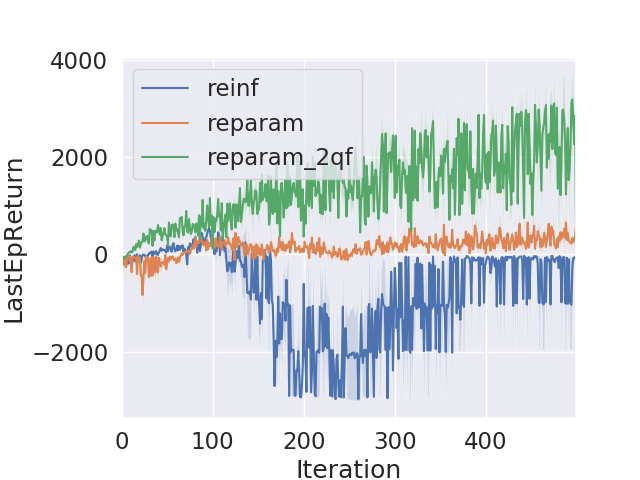 4000
2000
0
−2000
LastEpReturn
reinf
reparam
reparam_2qf
0 100 200 300 400
Iteration